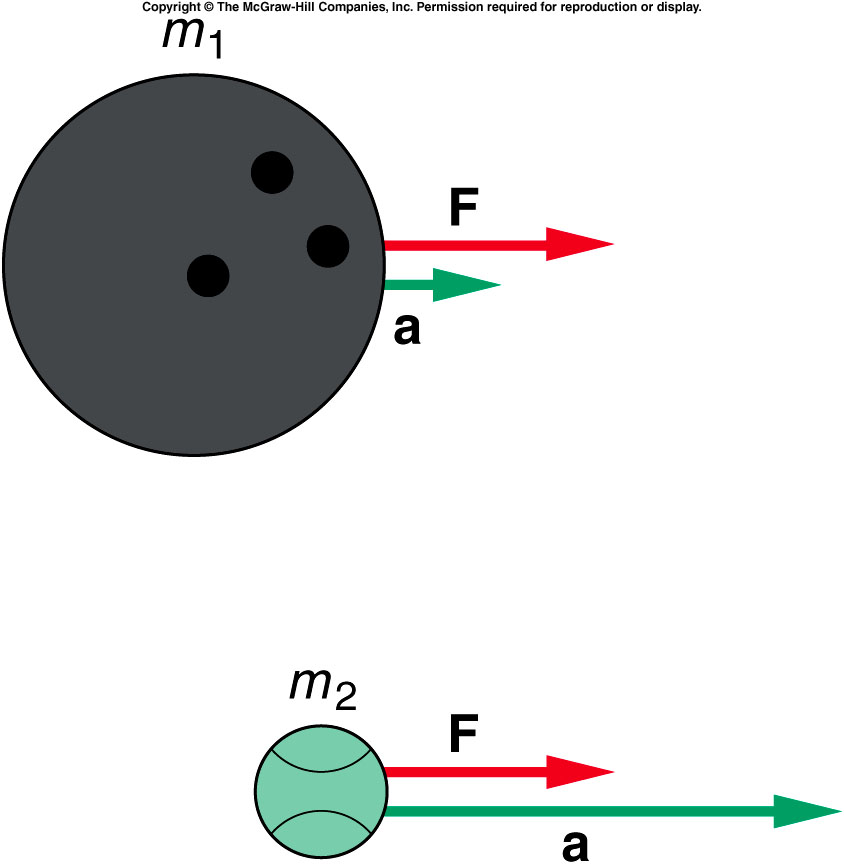 Copyright © The McGraw-Hill Companies, Inc. Permission required for reproduction or display.
m₁
F
a
m₂
F
a